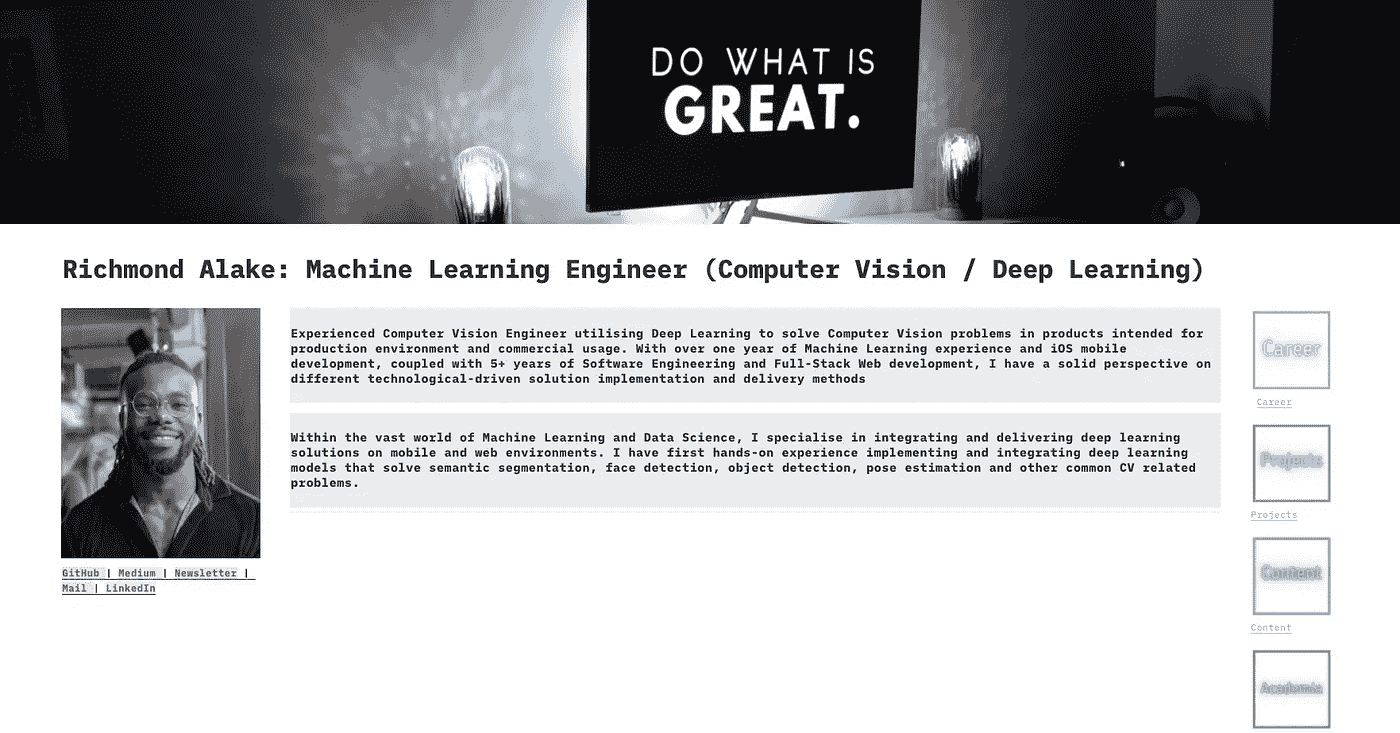 DO WHAT IS
GREAT.
Richmond Alake: Machine Learning Engineer (Computer Vision / Deep Learning)
Experienced Computer Vision Engineer utilising Deep Learning to solve Computer Vision problems in products intended for
production environment and commercial usage. With over one year of Machine Learning experience and iOS mobile
development, coupled with 5+ years of Software Engineering and Full-Stack Web development, I have a solid perspective on
different technological-driven solution implementation and delivery methods
Within the vast world of Machine Learning and Data Science, I specialise in integrating and delivering deep learning
solutions on mobile and web environments. I have first hands-on experience implementing and integrating deep learning
models that solve semantic segmentation, face detection, object detection, pose estimation and other common CV related
problems.
GitHub | Medium | Newsletter |
Mail | LinkedIn
Career
Career
Projects
Projects
Content
Content
Academia